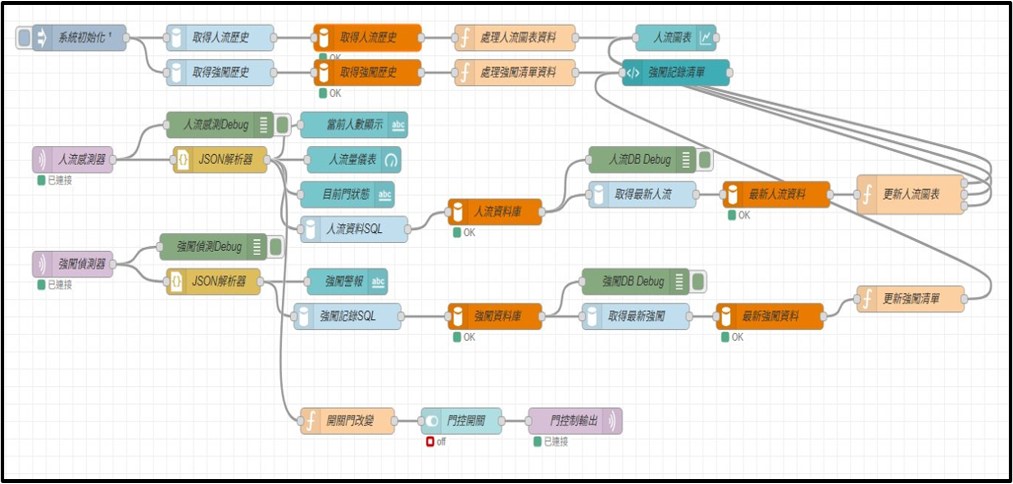 系統初始化 ¹
取得人流歷史
取得人流歷史
OK
處理人流圖表資料
人流圖表
取得強闖歷史
取得強闖歷史
OK
處理強闖清單資料
強闖記錄清單
人流感測Debug
當前人數顯示
abc
人流感測器
已連接
JSON解析器
人流量儀表
人流DB Debug
目前門狀態
abc
取得最新人流
最新人流資料
OK
更新人流圖表
人流資料SQL
人流資料庫
OK
強闖偵測Debug
強闖偵測器
已連接
JSON解析器
強闖警報
abc
強闖DB Debug
更新強闖清單
強闖記錄SQL
強闖資料庫
OK
取得最新強闖
最新強闖資料
OK
開關門改變
門控開關
off
門控制輸出
已連接